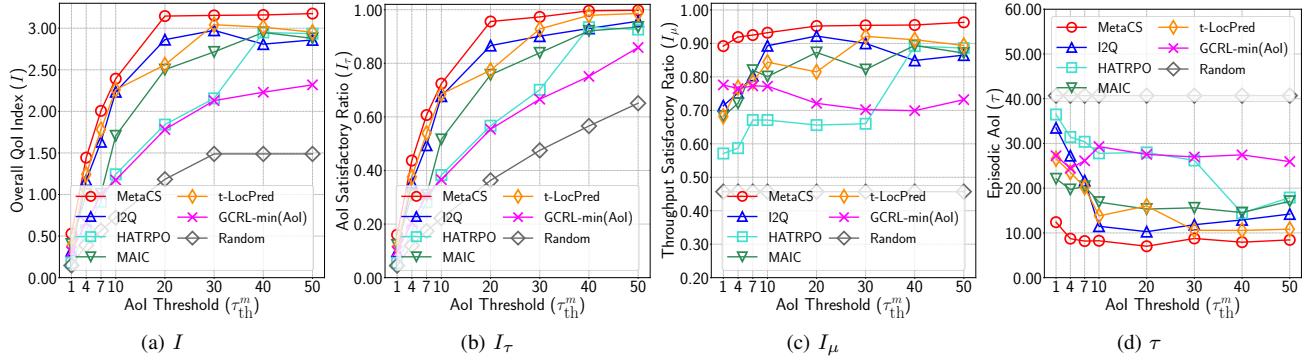 3.00
2.50
2.00
1.50
1.00
0.50
0.00
Overall QoI Index (I)
MetaCS
I2Q
HATRPO
MAIC
t-LocPred
GCRL-min(AoI)
Random
1 4 7 10 20 30 40 50
AoI Threshold (τ_th^m)
(a) I
1.00
0.80
0.60
0.40
0.20
0.00
AoI Satisfactory Ratio (I_τ)
MetaCS
I2Q
HATRPO
MAIC
t-LocPred
GCRL-min(AoI)
Random
1 4 7 10 20 30 40 50
AoI Threshold (τ_th^m)
(b) I_τ
1.00
0.90
0.80
0.70
0.60
0.50
0.40
0.30
0.20
Throughput Satisfactory Ratio (I_μ)
MetaCS
I2Q
HATRPO
MAIC
t-LocPred
GCRL-min(AoI)
Random
1 4 7 10 20 30 40 50
AoI Threshold (τ_th^m)
(c) I_μ
60.00
50.00
40.00
30.00
20.00
10.00
0.00
Episodic AoI (τ)
MetaCS
I2Q
HATRPO
MAIC
t-LocPred
GCRL-min(AoI)
Random
1 4 7 10 20 30 40 50
AoI Threshold (τ_th^m)
(d) τ